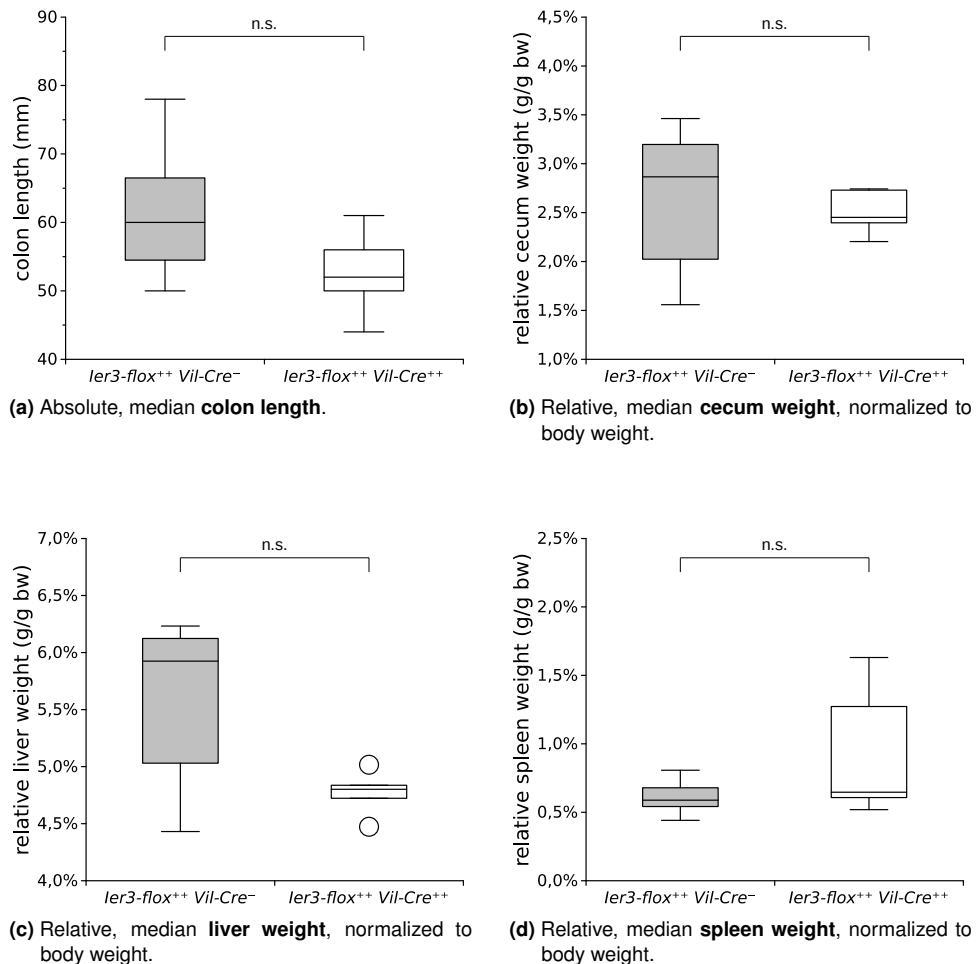 90
80
70
60
50
40
colon length (mm)
n.s.
Ier3-flox⁺⁺ Vil-Cre⁻ Ier3-flox⁺⁺ Vil-Cre⁺⁺
(a) Absolute, median colon length.
4,5%
4,0%
3,5%
3,0%
2,5%
2,0%
1,5%
1,0%
relative cecum weight (g/g bw)
n.s.
Ier3-flox⁺⁺ Vil-Cre⁻ Ier3-flox⁺⁺ Vil-Cre⁺⁺
(b) Relative, median cecum weight, normalized to
body weight.
7,0%
6,5%
6,0%
5,5%
5,0%
4,5%
4,0%
relative liver weight (g/g bw)
n.s.
Ier3-flox⁺⁺ Vil-Cre⁻ Ier3-flox⁺⁺ Vil-Cre⁺⁺
(c) Relative, median liver weight, normalized to
body weight.
2,5%
2,0%
1,5%
1,0%
0,5%
0,0%
relative spleen weight (g/g bw)
n.s.
Ier3-flox⁺⁺ Vil-Cre⁻ Ier3-flox⁺⁺ Vil-Cre⁺⁺
(d) Relative, median spleen weight, normalized to
body weight.